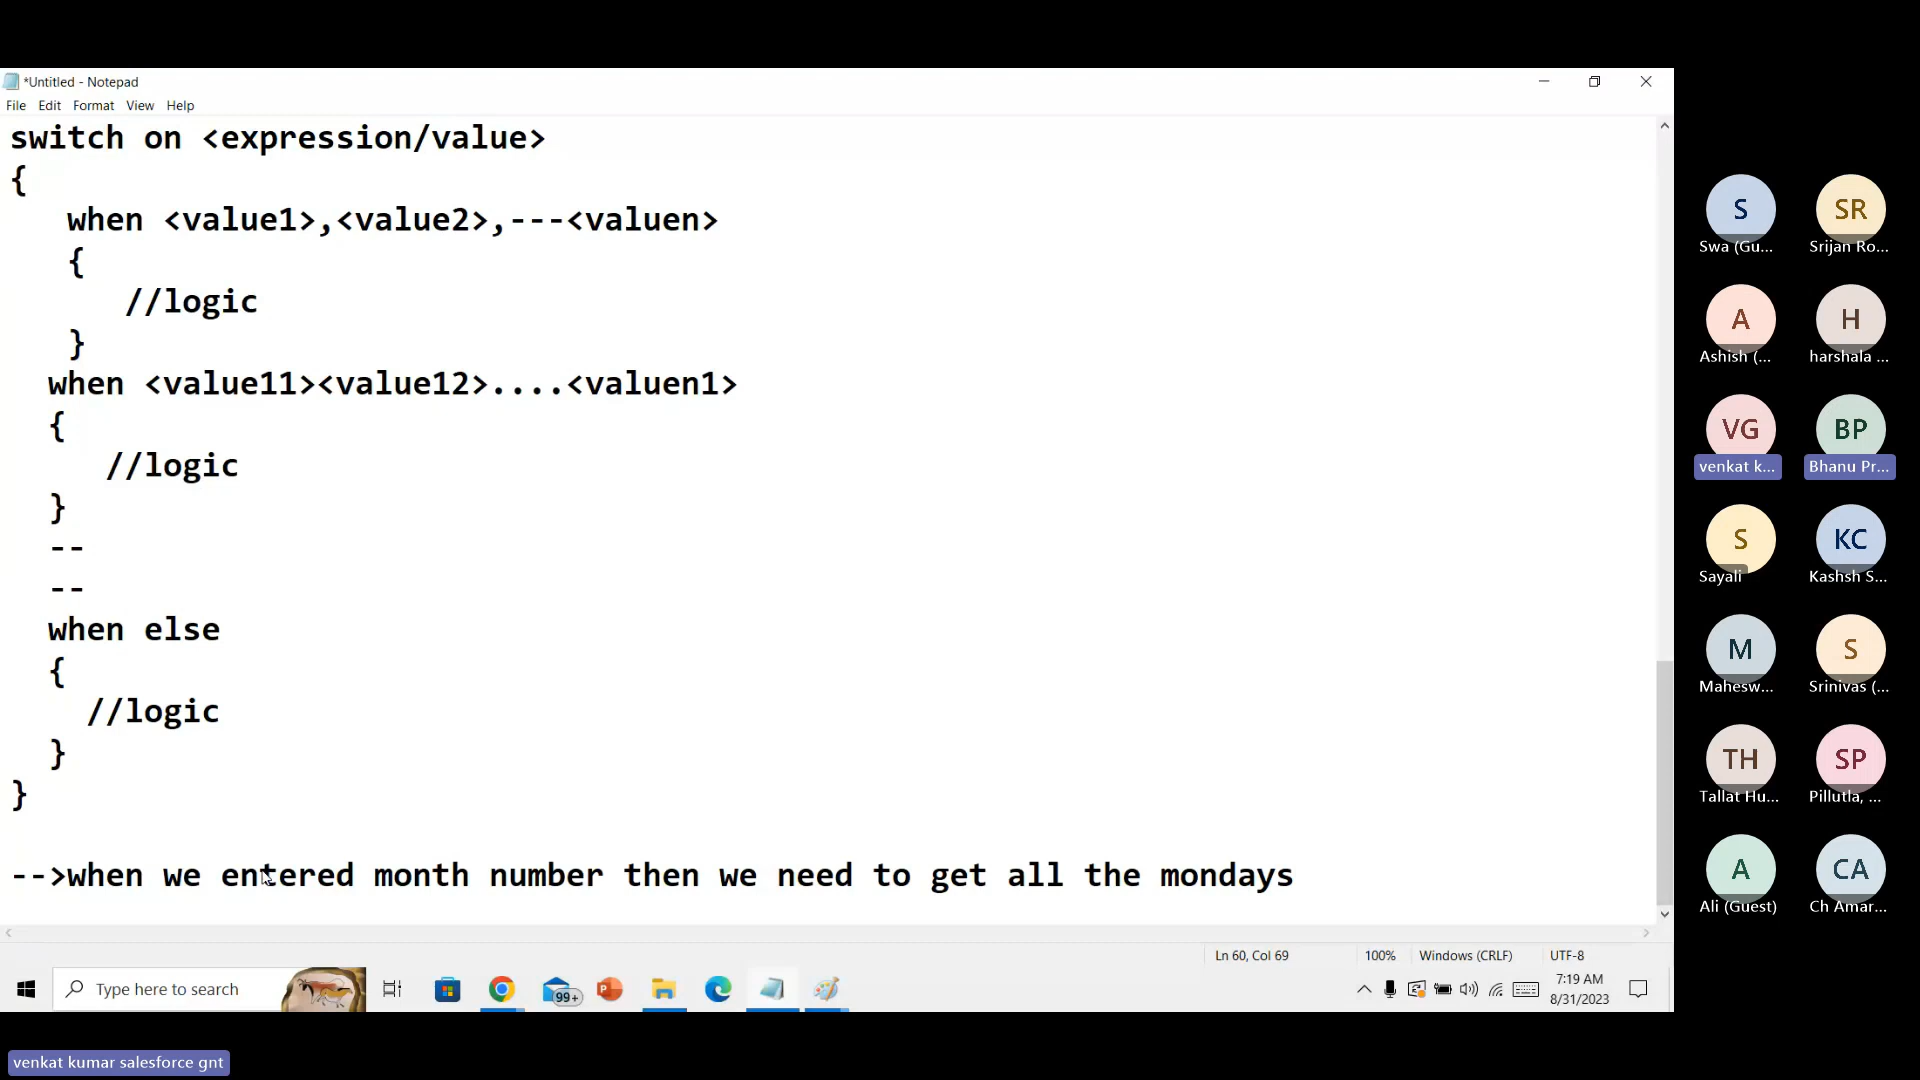 *Untitled - Notepad
File Edit Format View Help
switch on <expression/value>
{
when <value1>,<value2>,---<valuen>
{
//logic
}
when <value11><value12>....<valuen1>
{
//logic
}
--
--
when else
{
//logic
}
}
-->when we entered month number then we need to get all the mondays
Ln 60, Col 69 100% Windows (CRLF) UTF-8
Type here to search
99+
7:19 AM
8/31/2023
S SR
Swa (Gu... Srijan Ro...
A H
Ashish (... harshala ...
VG BP
venkat k... Bhanu Pr...
S KC
Sayali Kashsh S...
M S
Mahesw... Srinivas (...
TH SP
Tallat Hu... Pillutla, ...
A CA
Ali (Guest) Ch Amar...
venkat kumar salesforce gnt